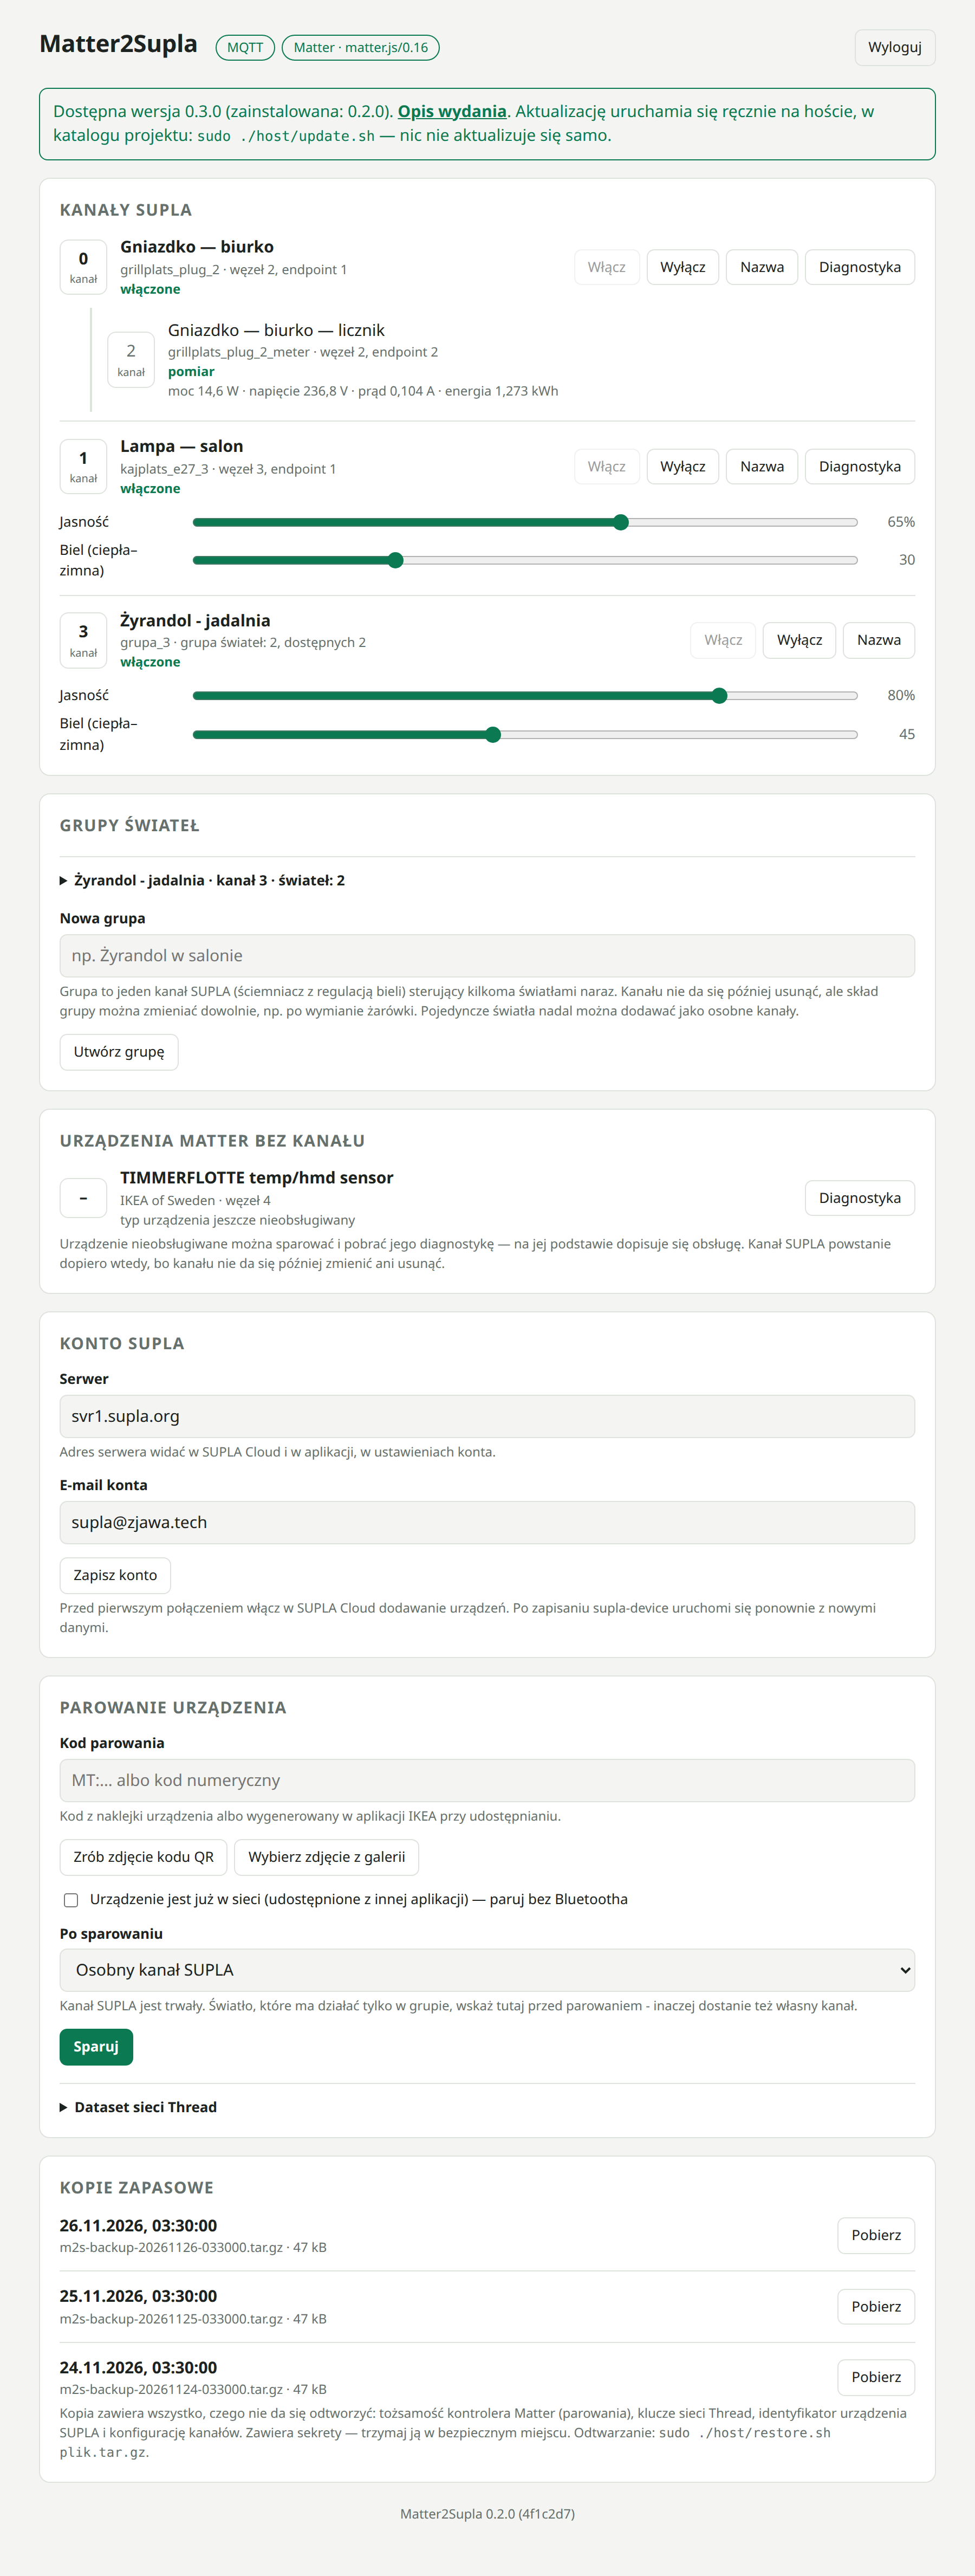 Matter2Supla
MQTT
Matter · matter.js/0.16
Wyloguj
Dostępna wersja 0.3.0 (zainstalowana: 0.2.0). Opis wydania. Aktualizację uruchamia się ręcznie na hoście, w
katalogu projektu: sudo ./host/update.sh — nic nie aktualizuje się samo.
KANAŁY SUPLA
0
kanał
Gniazdko — biurko
grillplats_plug_2 · węzeł 2, endpoint 1
włączone
Włącz
Wyłącz
Nazwa
Diagnostyka
2
kanał
Gniazdko — biurko — licznik
grillplats_plug_2_meter · węzeł 2, endpoint 2
pomiar
moc 14,6 W · napięcie 236,8 V · prąd 0,104 A · energia 1,273 kWh
1
kanał
Lampa — salon
kajplats_e27_3 · węzeł 3, endpoint 1
włączone
Włącz
Wyłącz
Nazwa
Diagnostyka
Jasność
65%
Biel (ciepła–
zimna)
30
3
kanał
Żyrandol - jadalnia
grupa_3 · grupa świateł: 2, dostępnych 2
włączone
Włącz
Wyłącz
Nazwa
Jasność
80%
Biel (ciepła–
zimna)
45
GRUPY ŚWIATEŁ
Żyrandol - jadalnia · kanał 3 · świateł: 2
Nowa grupa
np. Żyrandol w salonie
Grupa to jeden kanał SUPLA (ściemniacz z regulacją bieli) sterujący kilkoma światłami naraz. Kanału nie da się później usunąć, ale skład
grupy można zmieniać dowolnie, np. po wymianie żarówki. Pojedyncze światła nadal można dodawać jako osobne kanały.
Utwórz grupę
URZĄDZENIA MATTER BEZ KANAŁU
–
TIMMERFLOTTE temp/hmd sensor
IKEA of Sweden · węzeł 4
typ urządzenia jeszcze nieobsługiwany
Diagnostyka
Urządzenie nieobsługiwane można sparować i pobrać jego diagnostykę — na jej podstawie dopisuje się obsługę. Kanał SUPLA powstanie
dopiero wtedy, bo kanału nie da się później zmienić ani usunąć.
KONTO SUPLA
Serwer
svr1.supla.org
Adres serwera widać w SUPLA Cloud i w aplikacji, w ustawieniach konta.
E-mail konta
supla@zjawa.tech
Zapisz konto
Przed pierwszym połączeniem włącz w SUPLA Cloud dodawanie urządzeń. Po zapisaniu supla-device uruchomi się ponownie z nowymi
danymi.
PAROWANIE URZĄDZENIA
Kod parowania
MT:... albo kod numeryczny
Kod z naklejki urządzenia albo wygenerowany w aplikacji IKEA przy udostępnianiu.
Zrób zdjęcie kodu QR
Wybierz zdjęcie z galerii
Urządzenie jest już w sieci (udostępnione z innej aplikacji) — paruj bez Bluetootha
Po sparowaniu
Osobny kanał SUPLA
Kanał SUPLA jest trwały. Światło, które ma działać tylko w grupie, wskaż tutaj przed parowaniem - inaczej dostanie też własny kanał.
Sparuj
Dataset sieci Thread
KOPIE ZAPASOWE
26.11.2026, 03:30:00
m2s-backup-20261126-033000.tar.gz · 47 kB
Pobierz
25.11.2026, 03:30:00
m2s-backup-20261125-033000.tar.gz · 47 kB
Pobierz
24.11.2026, 03:30:00
m2s-backup-20261124-033000.tar.gz · 47 kB
Pobierz
Kopia zawiera wszystko, czego nie da się odtworzyć: tożsamość kontrolera Matter (parowania), klucze sieci Thread, identyfikator urządzenia
SUPLA i konfigurację kanałów. Zawiera sekrety — trzymaj ją w bezpiecznym miejscu. Odtwarzanie: sudo ./host/restore.sh
plik.tar.gz.
Matter2Supla 0.2.0 (4f1c2d7)